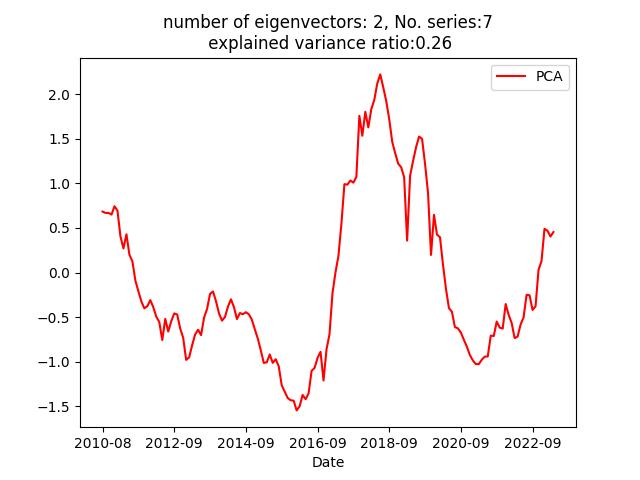 number of eigenvectors: 2, No. series:7
explained variance ratio:0.26
PCA
2.0
1.5
1.0
0.5
0.0
−0.5
−1.0
−1.5
2010-08 2012-09 2014-09 2016-09 2018-09 2020-09 2022-09
Date